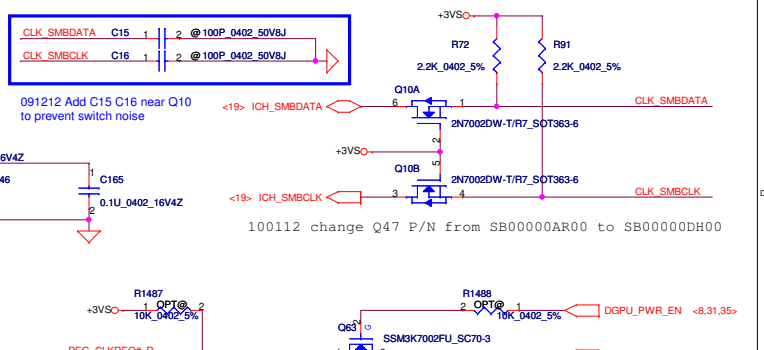 CLK_SMBDATA C15 1 2 @100P_0402_50V8J
CLK_SMBCLK C16 1 2 @100P_0402_50V8J
091212 Add C15 C16 near Q10
to prevent switch noise
+3VS
R72 R91
2.2K_0402_5% 2.2K_0402_5%
Q10A
<19> ICH_SMBDATA 6 1 CLK_SMBDATA
2N7002DW-T/R7_SOT363-6
2
+3VS
5
Q10B
2N7002DW-T/R7_SOT363-6
<19> ICH_SMBCLK 3 4 CLK_SMBCLK
6V4Z
46
1
C165
0.1U_0402_16V4Z
2
100112 change Q47 P/N from SB00000AR00 to SB00000DH00
R1487
+3VS 1 OPT@ 2
10K_0402_5%
R1488
2 OPT@ 1 DGPU_PWR_EN <8,31,35>
10K_0402_5%
Q63 2 G
SSM3K7002FU_SC70-3